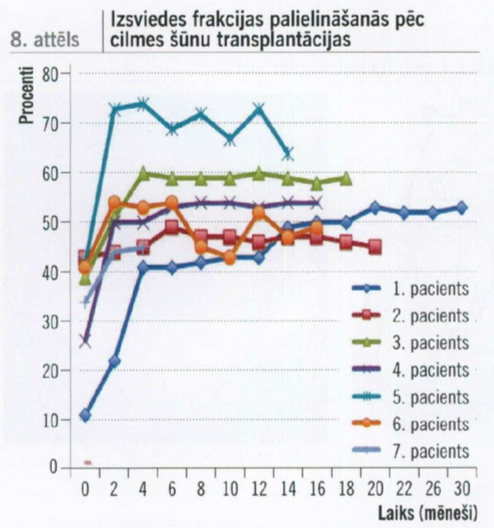 8. attēls
Izsviedes frakcijas palielināšanās pēc
cilmes šūnu transplantācijas
Procenti
80
70
60
50
40
30
20
10
0
0 2 4 6 8 10 12 14 16 18 20 22 26 30
Laiks (mēneši)
1. pacients
2. pacients
3. pacients
4. pacients
5. pacients
6. pacients
7. pacients